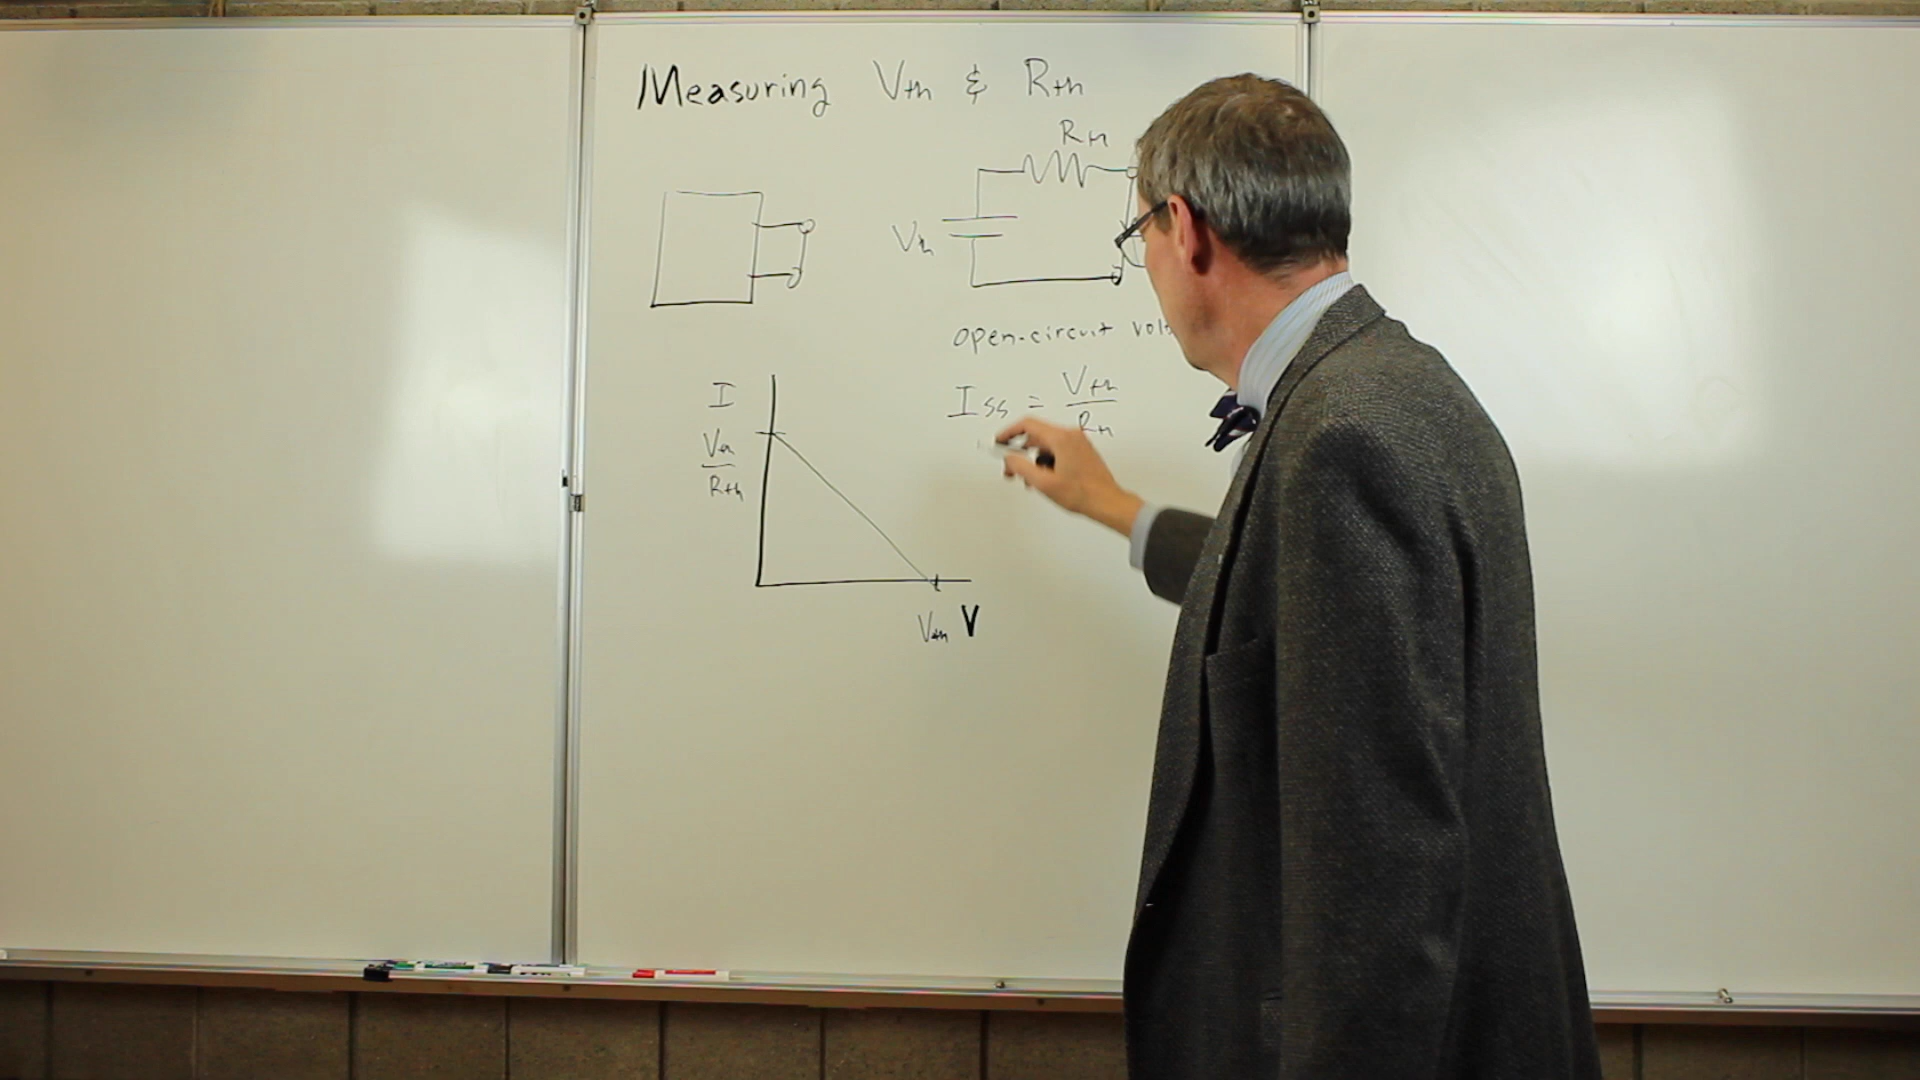 Measuring Vth & Rth
Rth
Vth
open-circuit
I
Iss = Vth / Rth
Vth / Rth
Vth V